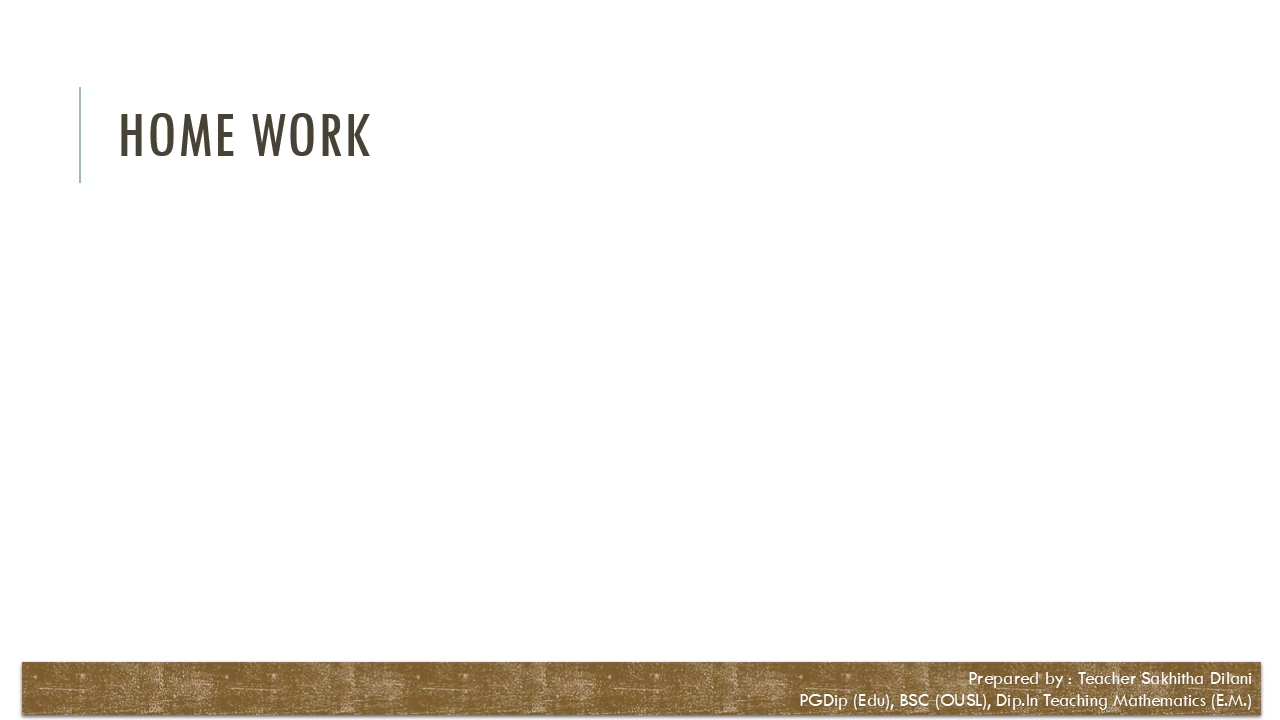 HOME WORK
Prepared by : Teacher Sakhitha Dilani
PGDip (Edu), BSC (OUSL), Dip.In Teaching Mathematics (E.M.)